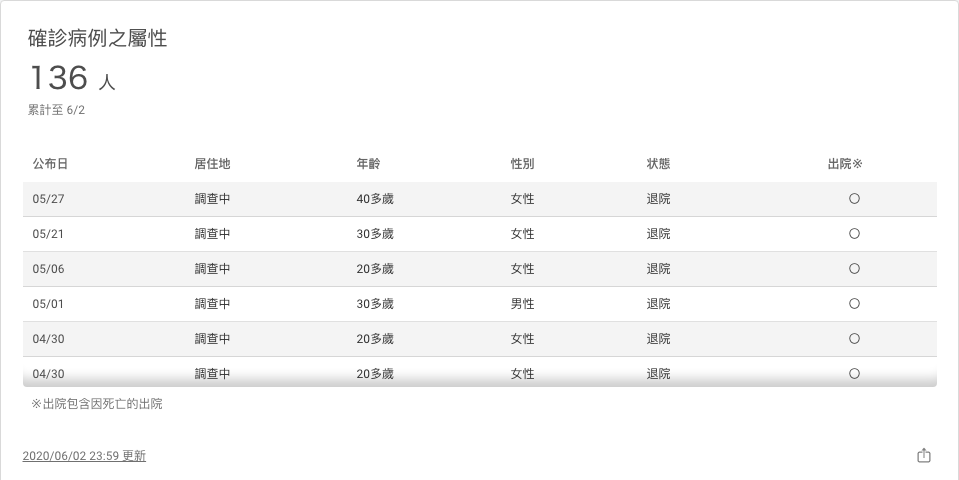 確診病例之屬性
136 人
累計至 6/2
公布日 居住地 年齡 性別 状態 出院※
05/27 調查中 40多歲 女性 退院 ○
05/21 調查中 30多歲 女性 退院 ○
05/06 調查中 20多歲 女性 退院 ○
05/01 調查中 30多歲 男性 退院 ○
04/30 調查中 20多歲 女性 退院 ○
04/30 調查中 20多歲 女性 退院 ○
※出院包含因死亡的出院
2020/06/02 23:59 更新